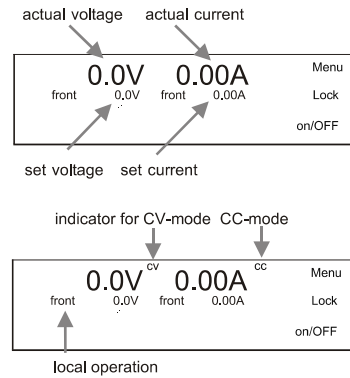 actual voltage actual current
0.0V 0.00A Menu
front 0.0V front 0.00A Lock
on/OFF
set voltage set current
indicator for CV-mode CC-mode
cv cc
0.0V 0.00A Menu
front 0.0V front 0.00A Lock
on/OFF
local operation